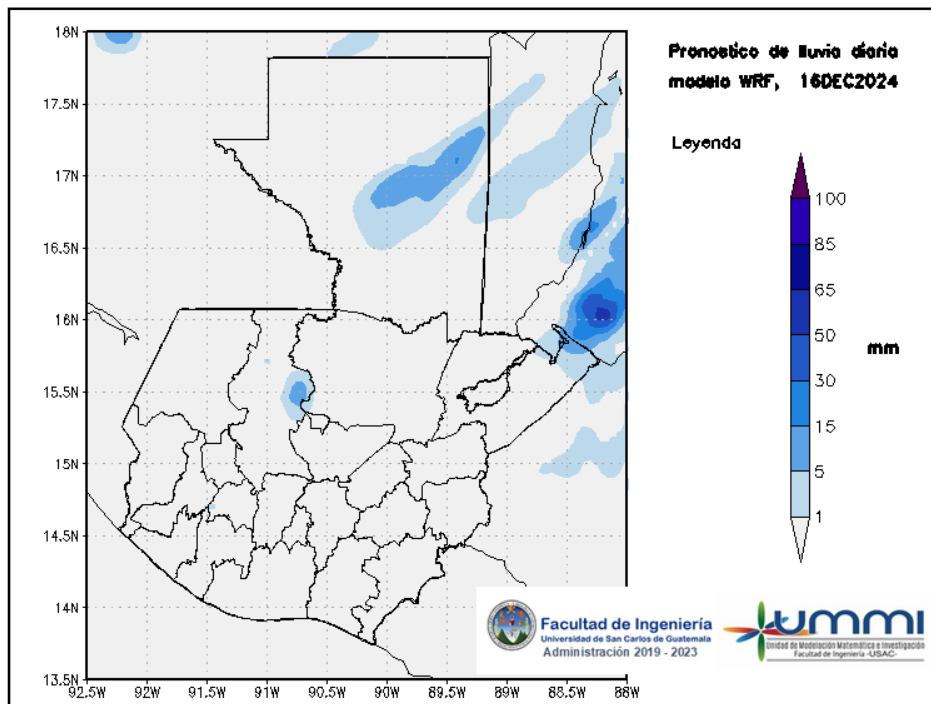 Pronostico de lluvia diaria
modelo WRF, 16DEC2024
Leyenda
100
85
65
50
30
15
5
1
mm
18N
17.5N
17N
16.5N
16N
15.5N
15N
14.5N
14N
13.5N
92.5W
92W
91.5W
91W
90.5W
90W
89.5W
89W
88.5W
88W
Facultad de Ingeniería
Universidad de San Carlos de Guatemala
Administración 2019 - 2023
ummi
Unidad de Modelación Matemática e Investigación
Facultad de Ingeniería -USAC-